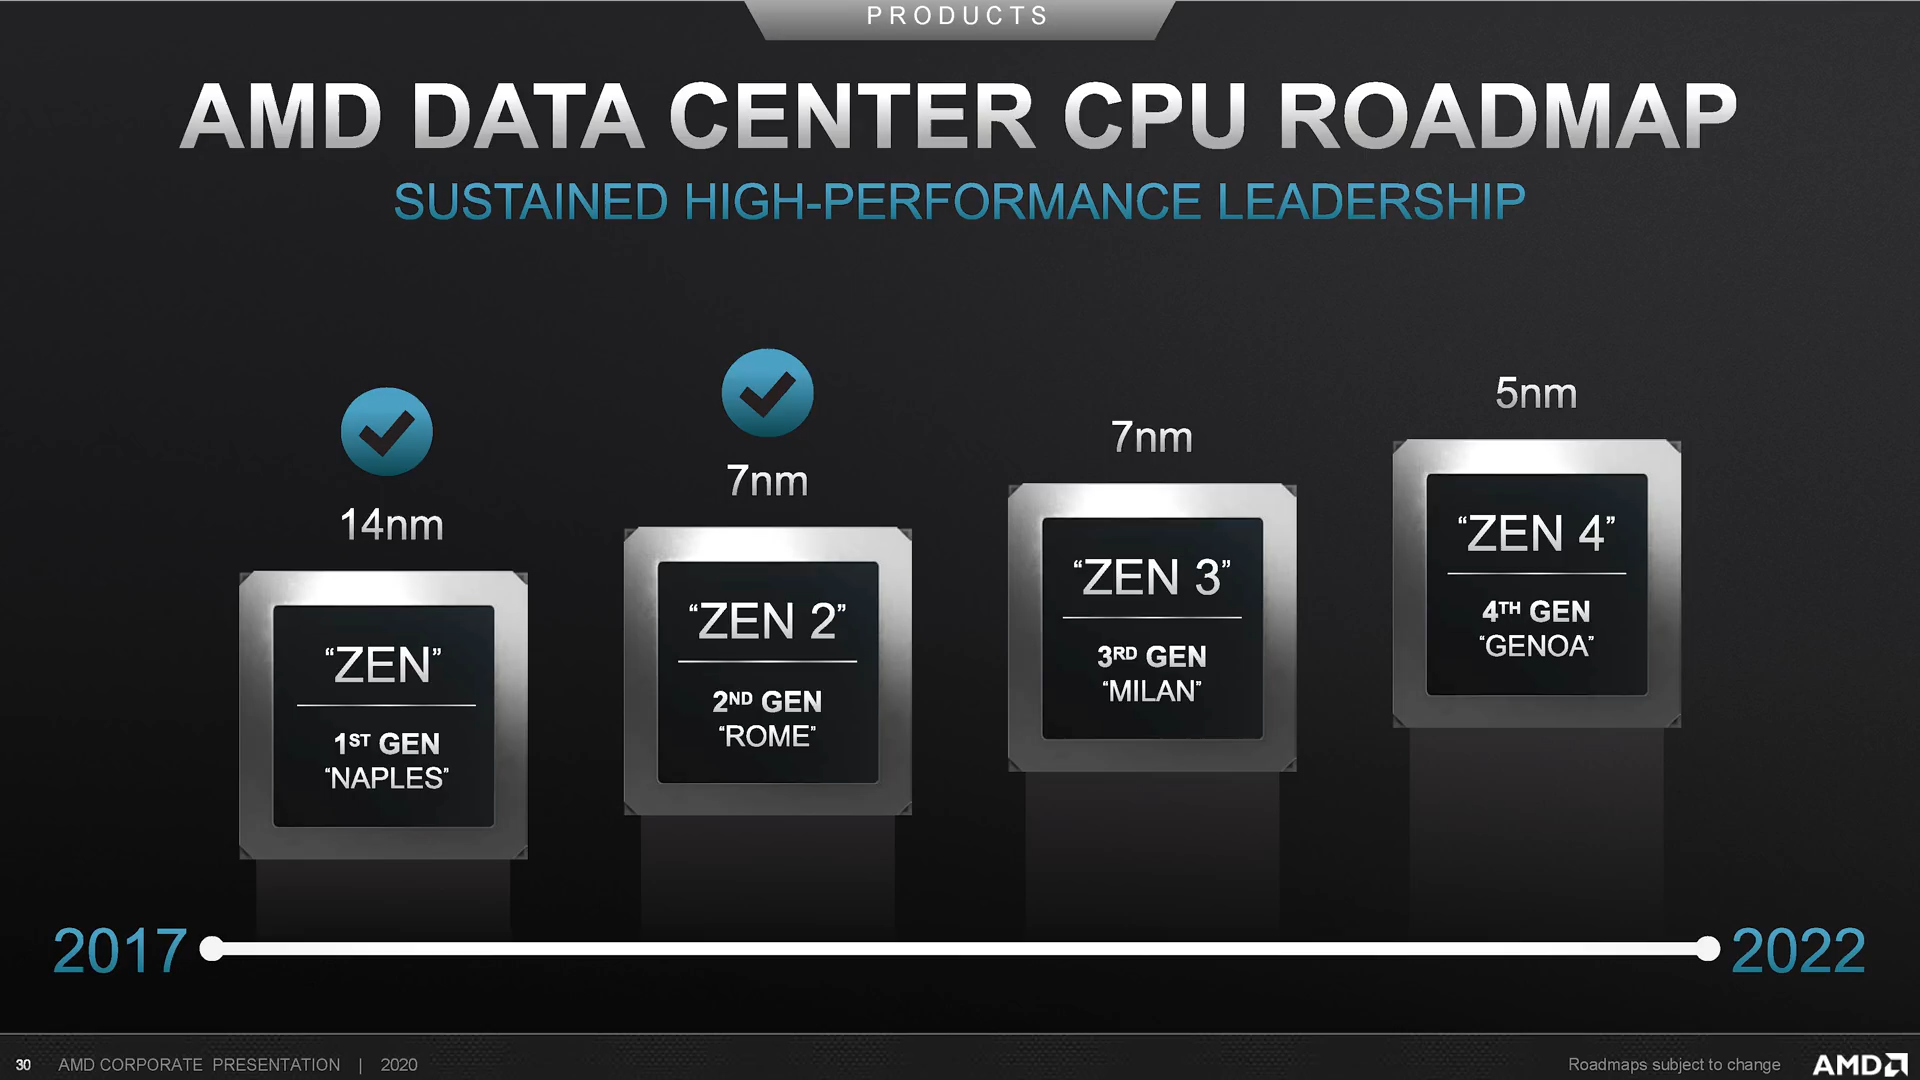 PRODUCTS
AMD DATA CENTER CPU ROADMAP
SUSTAINED HIGH-PERFORMANCE LEADERSHIP
14nm
“ZEN”
1ST GEN
“NAPLES”
7nm
“ZEN 2”
2ND GEN
“ROME”
7nm
“ZEN 3”
3RD GEN
“MILAN”
5nm
“ZEN 4”
4TH GEN
“GENOA”
2017
2022
30 AMD CORPORATE PRESENTATION | 2020
Roadmaps subject to change
AMD